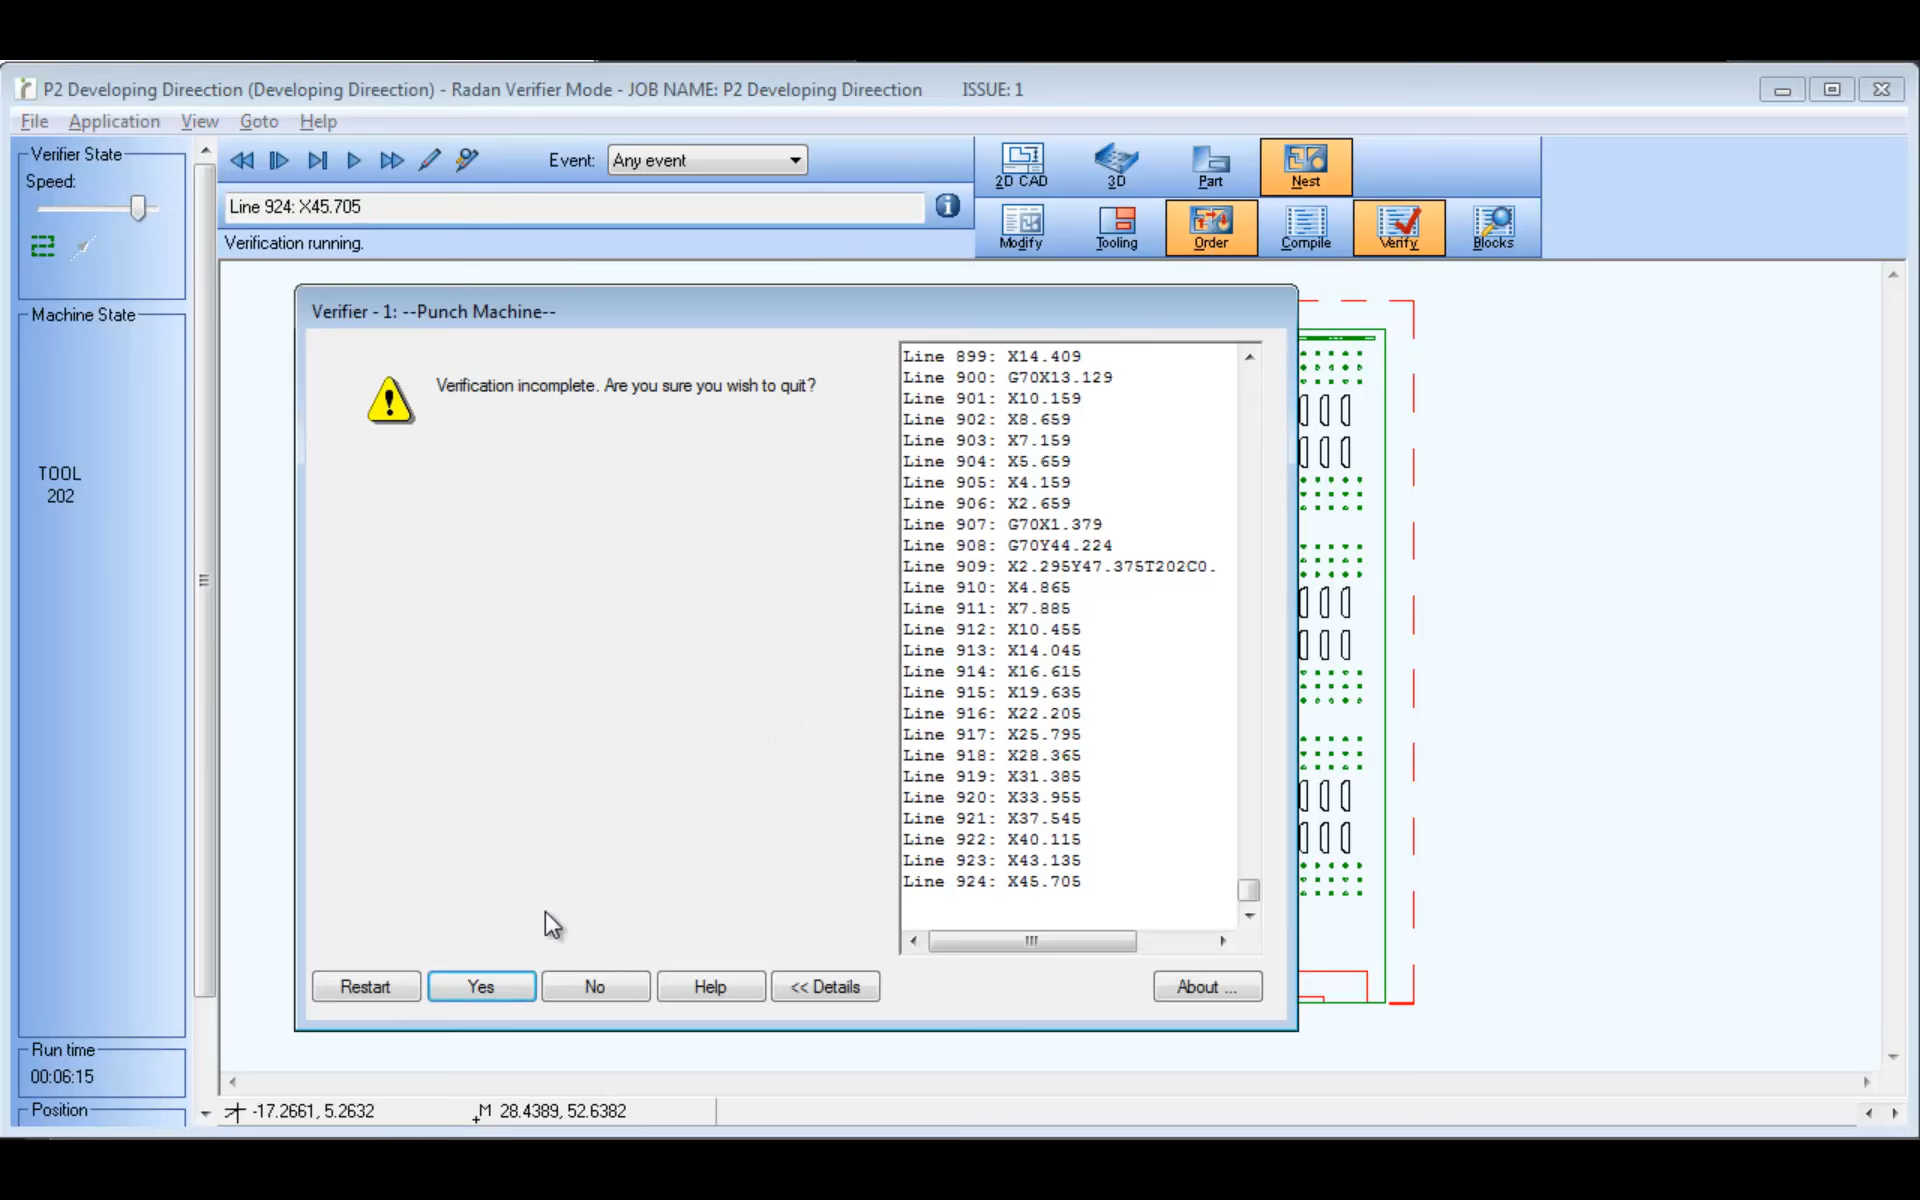 P2 Developing Direection (Developing Direection) - Radan Verifier Mode - JOB NAME: P2 Developing Direection ISSUE: 1
File Application View Goto Help
Verifier State
Speed:
Event: Any event
Line 924: X45.705
Verification running.
2D CAD 3D Part Nest
Modify Tooling Order Compile Verify Blocks
Machine State
TOOL
202
Verifier - 1: --Punch Machine--
Verification incomplete. Are you sure you wish to quit?
Line 899: X14.409
Line 900: G70X13.129
Line 901: X10.159
Line 902: X8.659
Line 903: X7.159
Line 904: X5.659
Line 905: X4.159
Line 906: X2.659
Line 907: G70X1.379
Line 908: G70Y44.224
Line 909: X2.295Y47.375T202C0.
Line 910: X4.865
Line 911: X7.885
Line 912: X10.455
Line 913: X14.045
Line 914: X16.615
Line 915: X19.635
Line 916: X22.205
Line 917: X25.795
Line 918: X28.365
Line 919: X31.385
Line 920: X33.955
Line 921: X37.545
Line 922: X40.115
Line 923: X43.135
Line 924: X45.705
Restart Yes No Help << Details About ...
Run time
00:06:15
Position
-17.2661, 5.2632 M 28.4389, 52.6382